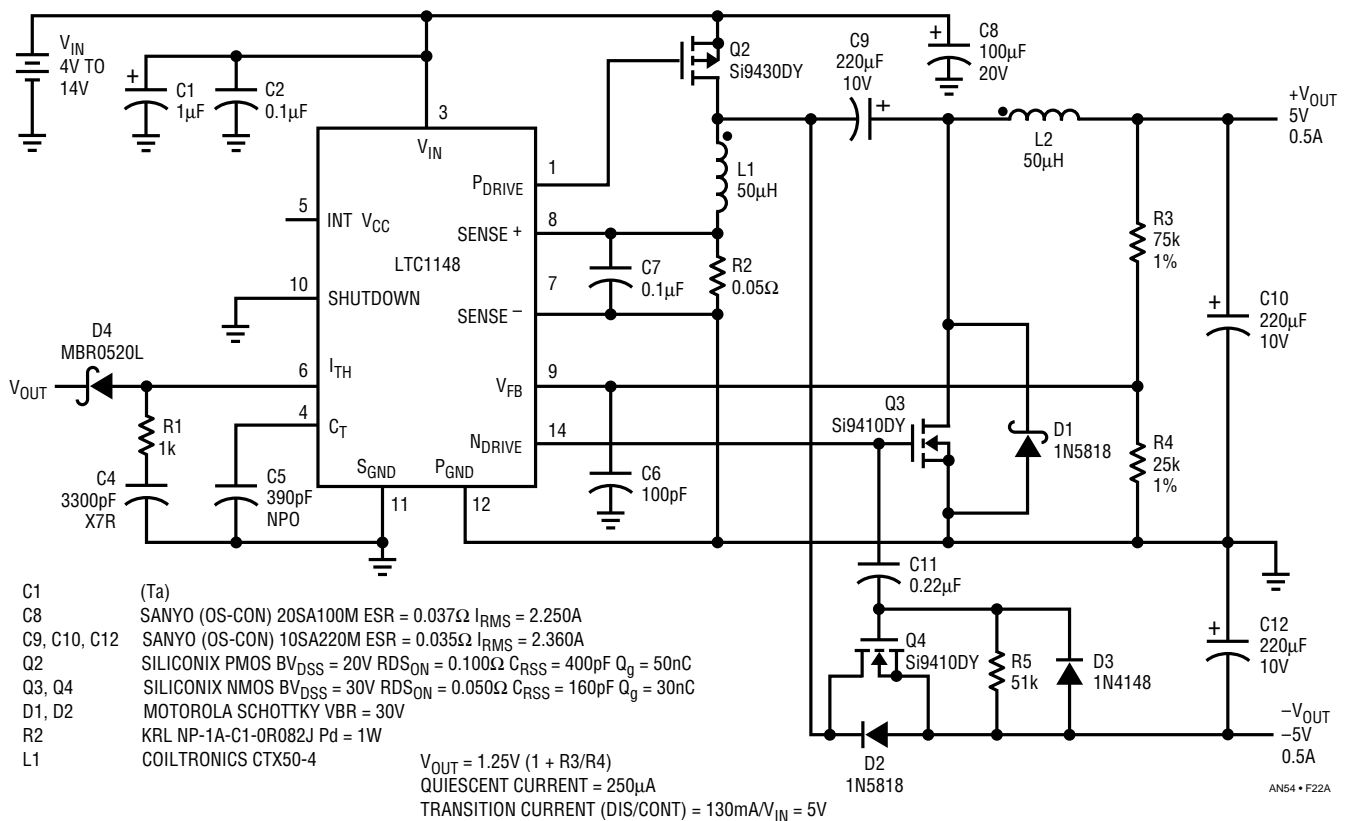 V_IN
4V TO
14V
+
C1
1µF
C2
0.1µF
3
V_IN
1
P_DRIVE
5
INT V_CC
8
SENSE +
LTC1148
10
SHUTDOWN
7
SENSE –
D4
MBR0520L
V_OUT
6
I_TH
9
V_FB
4
C_T
14
N_DRIVE
R1
1k
C4
3300pF
X7R
C5
390pF
NPO
S_GND
P_GND
11
12
Q2
Si9430DY
L1
50µH
C7
0.1µF
R2
0.05Ω
C6
100pF
C9
220µF
10V
+
+
C8
100µF
20V
L2
50µH
+V_OUT
5V
0.5A
R3
75k
1%
+
C10
220µF
10V
Q3
Si9410DY
D1
1N5818
R4
25k
1%
C11
0.22µF
Q4
Si9410DY
R5
51k
D3
1N4148
+
C12
220µF
10V
D2
1N5818
–V_OUT
–5V
0.5A
C1 (Ta)
C8 SANYO (OS-CON) 20SA100M ESR = 0.037Ω I_RMS = 2.250A
C9, C10, C12 SANYO (OS-CON) 10SA220M ESR = 0.035Ω I_RMS = 2.360A
Q2 SILICONIX PMOS BV_DSS = 20V RDS_ON = 0.100Ω C_RSS = 400pF Q_g = 50nC
Q3, Q4 SILICONIX NMOS BV_DSS = 30V RDS_ON = 0.050Ω C_RSS = 160pF Q_g = 30nC
D1, D2 MOTOROLA SCHOTTKY VBR = 30V
R2 KRL NP-1A-C1-0R082J Pd = 1W
L1 COILTRONICS CTX50-4
V_OUT = 1.25V (1 + R3/R4)
QUIESCENT CURRENT = 250µA
TRANSITION CURRENT (DIS/CONT) = 130mA/V_IN = 5V
AN54 • F22A